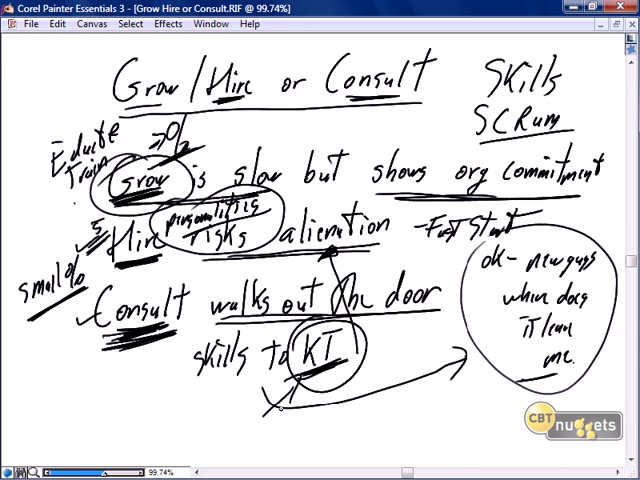 Corel Painter Essentials 3 - [Grow Hire or Consult.RIF @ 99.74%]
File Edit Canvas Select Effects Window Help
Grow / Hire or Consult
Skills
SCRUM
Educate
Train
grow is slow but shows org commitment
personalities
Hire risks alienation - Fast Start
small %
Consult walks out the door
skills to KT
ok - new guys
where does
it leave
me.
CBT nuggets
99.74%